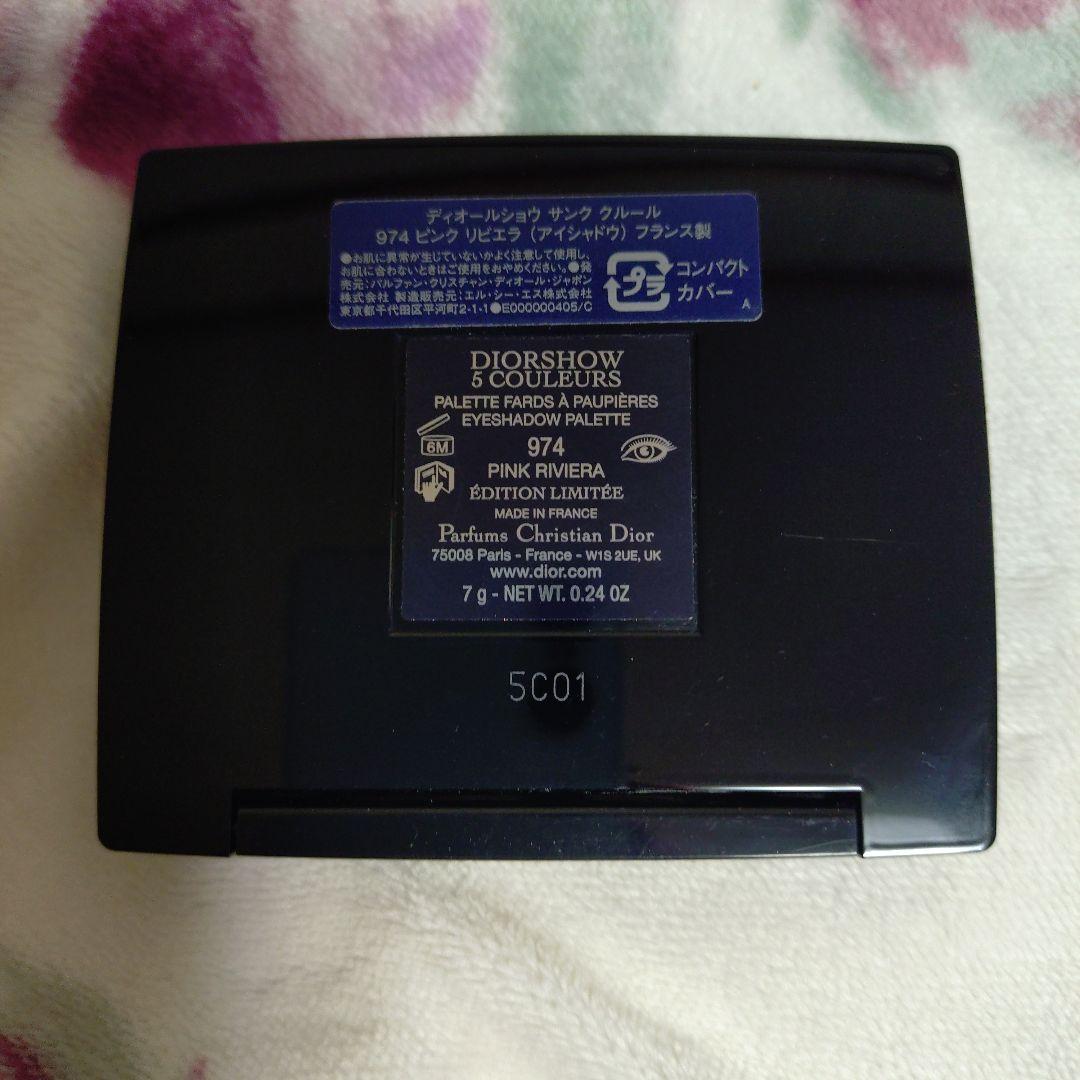 ディオールショウ サンク クルール
974 ピンク リビエラ (アイシャドウ) フランス製
●お肌に異常が生じていないかよく注意して使用し、
お肌に合わないときはご使用をおやめください。●発
売元:パルファン・クリスチャン・ディオール・ジャポン
株式会社 製造販売元:エル・シー・エス株式会社
東京都千代田区平河町2-1-1●E000000405/C
プラ
コンパクト
カバー
A
DIORSHOW
5 COULEURS
PALETTE FARDS À PAUPIÈRES
EYESHADOW PALETTE
6M
974
PINK RIVIERA
ÉDITION LIMITÉE
MADE IN FRANCE
Parfums Christian Dior
75008 Paris - France - W1S 2UE, UK
www.dior.com
7 g - NET WT. 0.24 OZ
5C01